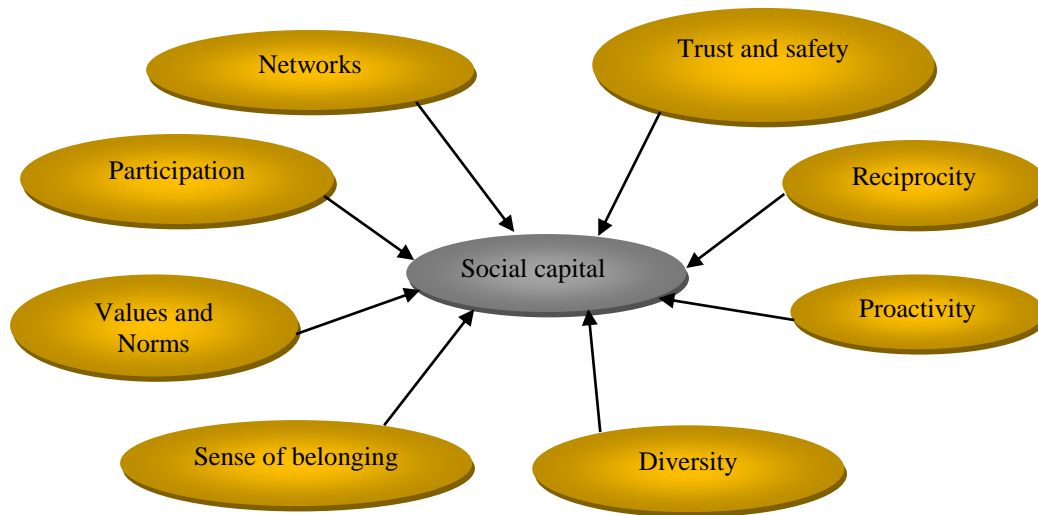 Networks
Trust and safety
Participation
Reciprocity
Social capital
Values and
Norms
Proactivity
Sense of belonging
Diversity